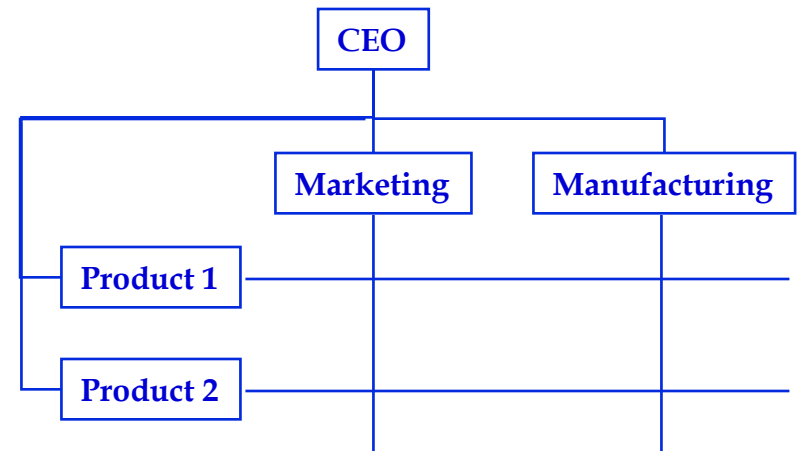 CEO
Marketing
Manufacturing
Product 1
Product 2